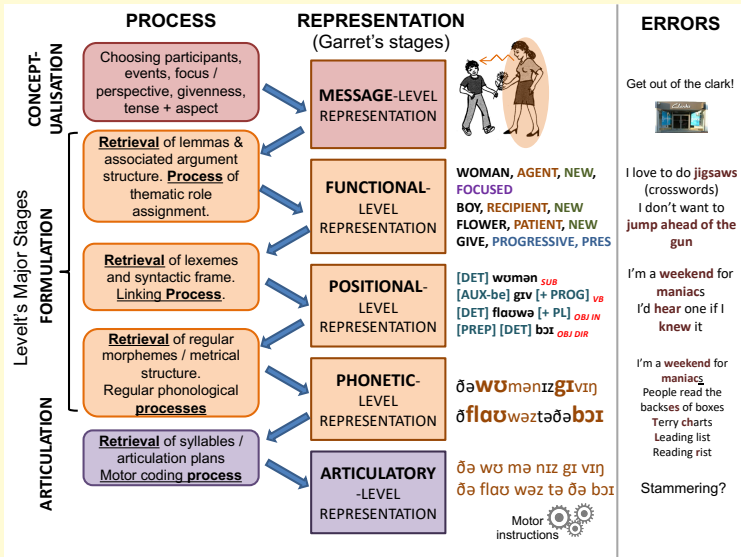 PROCESS
REPRESENTATION
(Garret's stages)
ERRORS
Levelt's Major Stages
CONCEPT-
UALISATION
FORMULATION
ARTICULATION
Choosing participants,
events, focus /
perspective, givenness,
tense + aspect
Retrieval of lemmas &
associated argument
structure. Process of
thematic role
assignment.
Retrieval of lexemes
and syntactic frame.
Linking Process.
Retrieval of regular
morphemes / metrical
structure.
Regular phonological
processes
Retrieval of syllables /
articulation plans
Motor coding process
MESSAGE-LEVEL
REPRESENTATION
FUNCTIONAL-
LEVEL
REPRESENTATION
POSITIONAL-
LEVEL
REPRESENTATION
PHONETIC-
LEVEL
REPRESENTATION
ARTICULATORY
-LEVEL
REPRESENTATION
WOMAN, AGENT, NEW,
FOCUSED
BOY, RECIPIENT, NEW
FLOWER, PATIENT, NEW
GIVE, PROGRESSIVE, PRES
[DET] wʊmən SUB
[AUX-be] gɪv [+ PROG] VB
[DET] flaʊwə [+ PL] OBJ IN
[PREP] [DET] bɔɪ OBJ DIR
ðəwʊmənɪzgɪvɪŋ
ðflaʊwəztəðəbɔɪ
ðə wʊ mə nɪz gɪ vɪŋ
ðə flaʊ wəz tə ðə bɔɪ
Motor
instructions
Get out of the clark!
Clarks
I love to do jigsaws
(crosswords)
I don't want to
jump ahead of the
gun
I'm a weekend for
maniacs
I'd hear one if I
knew it
I'm a weekend for
maniacs
People read the
backses of boxes
Terry charts
Leading list
Reading rist
Stammering?